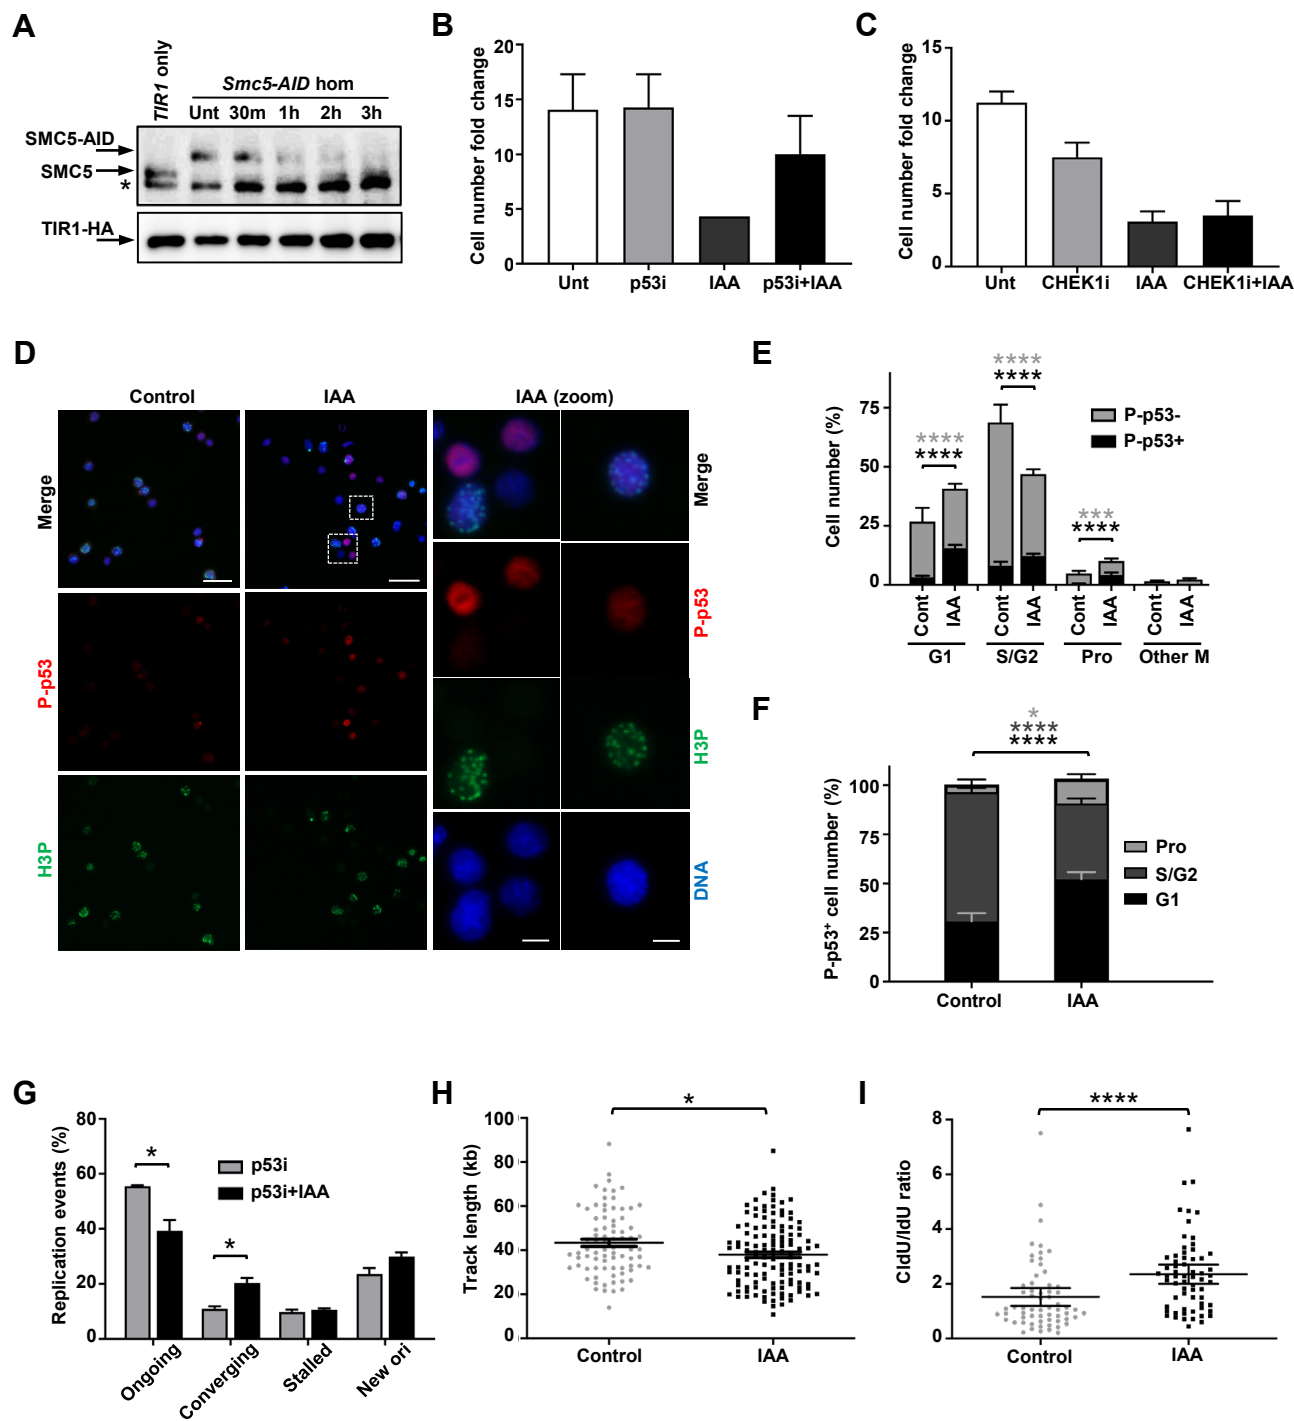 A
TIR1 only
Smc5-AID hom
Unt 30m 1h 2h 3h
SMC5-AID
SMC5
*
TIR1-HA
B
Cell number fold change
20
15
10
5
0
Unt p53i IAA p53i+IAA
C
Cell number fold change
15
10
5
0
Unt CHEK1i IAA CHEK1i+IAA
D
Control IAA IAA (zoom)
Merge
P-p53
H3P
Merge
P-p53
H3P
DNA
E
Cell number (%)
75
50
25
0
****
****
****
****
***
****
P-p53-
P-p53+
Cont IAA Cont IAA Cont IAA Cont IAA
G1 S/G2 Pro Other M
F
P-p53+ cell number (%)
100
75
50
25
0
*
****
****
Pro
S/G2
G1
Control IAA
G
Replication events (%)
80
60
40
20
0
*
*
p53i
p53i+IAA
Ongoing Converging Stalled New ori
H
Track length (kb)
100
80
60
40
20
0
*
Control IAA
I
CldU/IdU ratio
8
6
4
2
0
****
Control IAA